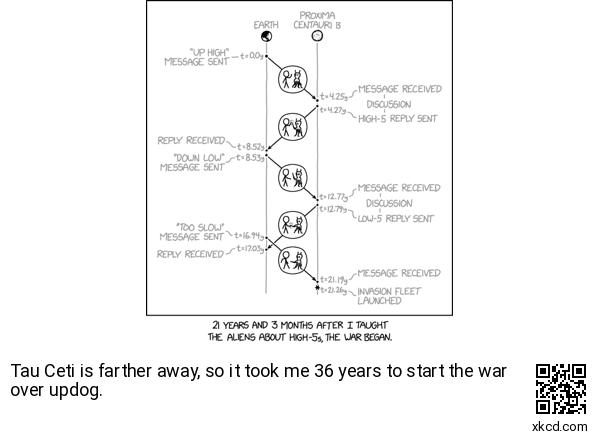 EARTH
PROXIMA
CENTAURI B
"UP HIGH"
MESSAGE SENT
t=0.0y
t=4.25y
MESSAGE RECEIVED
DISCUSSION
t=4.27y
HIGH-5 REPLY SENT
REPLY RECEIVED
t=8.52y
"DOWN LOW"
MESSAGE SENT
t=8.53y
t=12.77y
MESSAGE RECEIVED
DISCUSSION
t=12.79y
LOW-5 REPLY SENT
"TOO SLOW"
MESSAGE SENT
t=16.94y
REPLY RECEIVED
t=17.03y
t=21.19y
MESSAGE RECEIVED
t=21.26y
INVASION FLEET
LAUNCHED
21 YEARS AND 3 MONTHS AFTER I TAUGHT
THE ALIENS ABOUT HIGH-5s, THE WAR BEGAN.
Tau Ceti is farther away, so it took me 36 years to start the war
over updog.
xkcd.com